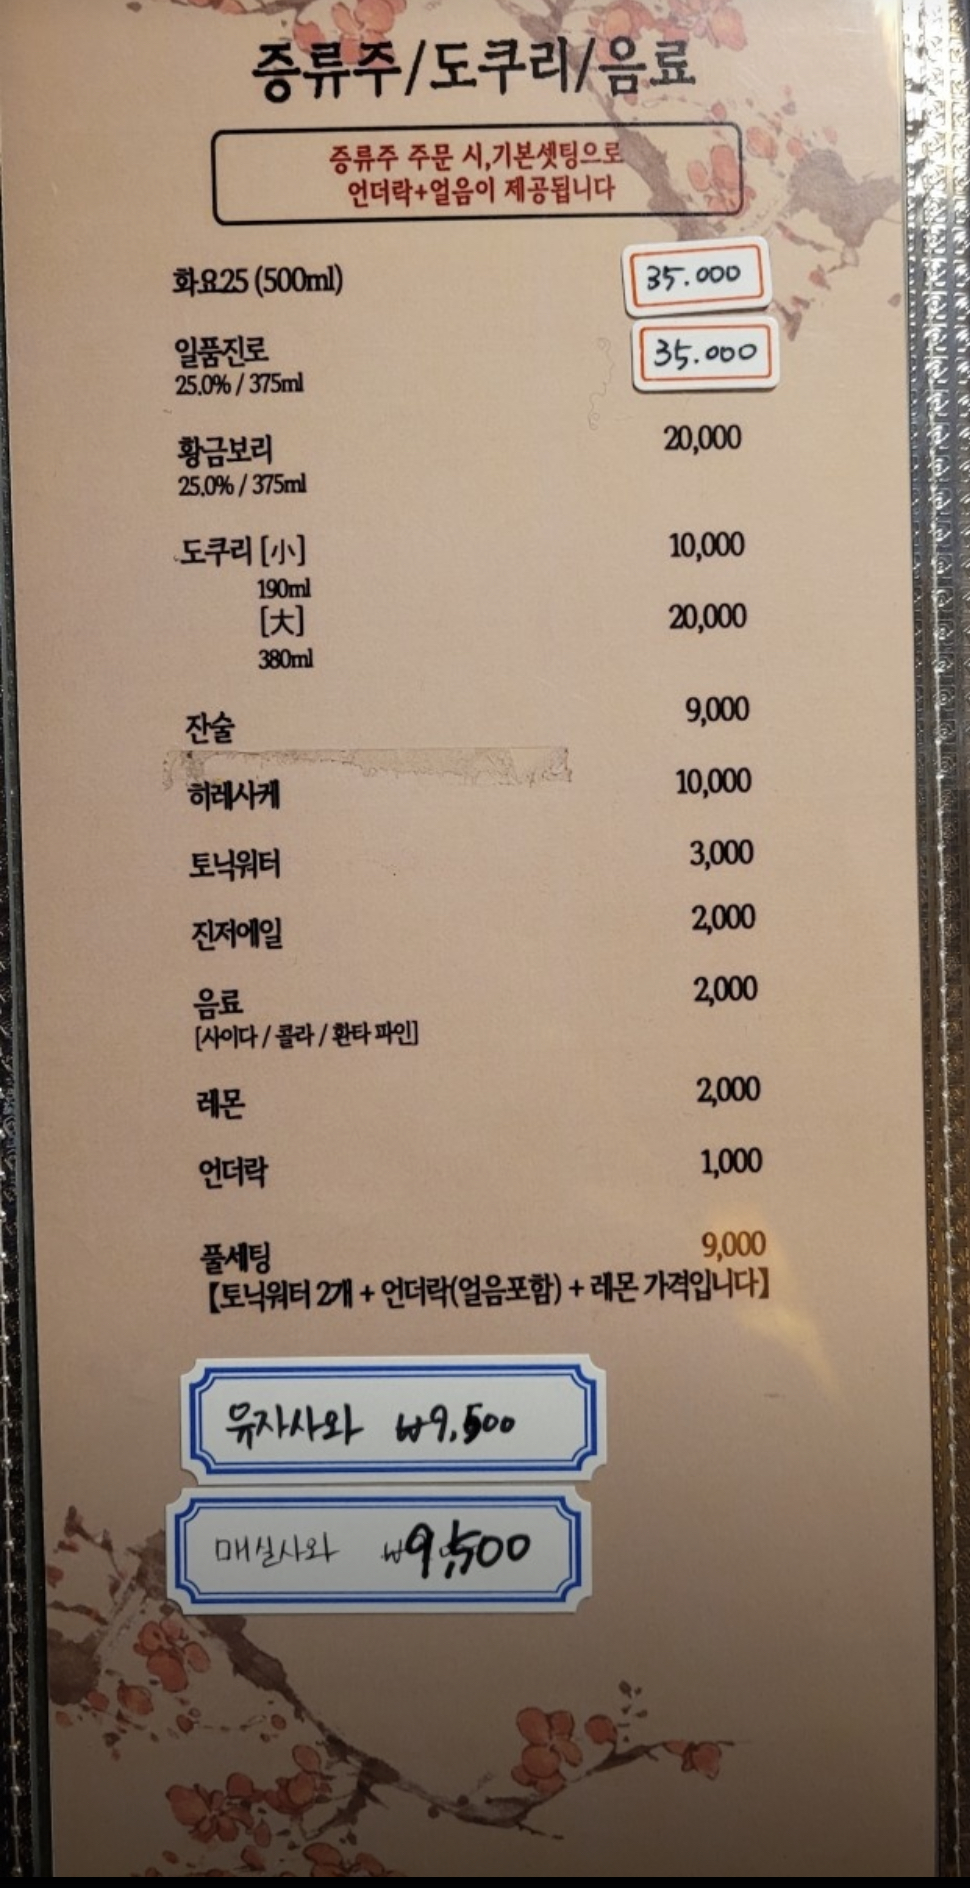 증류주/도쿠리/음료
증류주 주문 시,기본셋팅으로
언더락+얼음이 제공됩니다
화요25 (500ml) 35.000
일품진로 35.000
25.0% / 375ml
황금보리 20,000
25.0% / 375ml
도쿠리 [小] 10,000
190ml
[大] 20,000
380ml
잔술 9,000
히레사케 10,000
토닉워터 3,000
진저에일 2,000
음료 2,000
[사이다 / 콜라 / 환타 파인]
레몬 2,000
언더락 1,000
풀세팅 9,000
【토닉워터 2개 + 언더락(얼음포함) + 레몬 가격입니다】
유자사와 ₩9.500
매실사와 ₩9,500